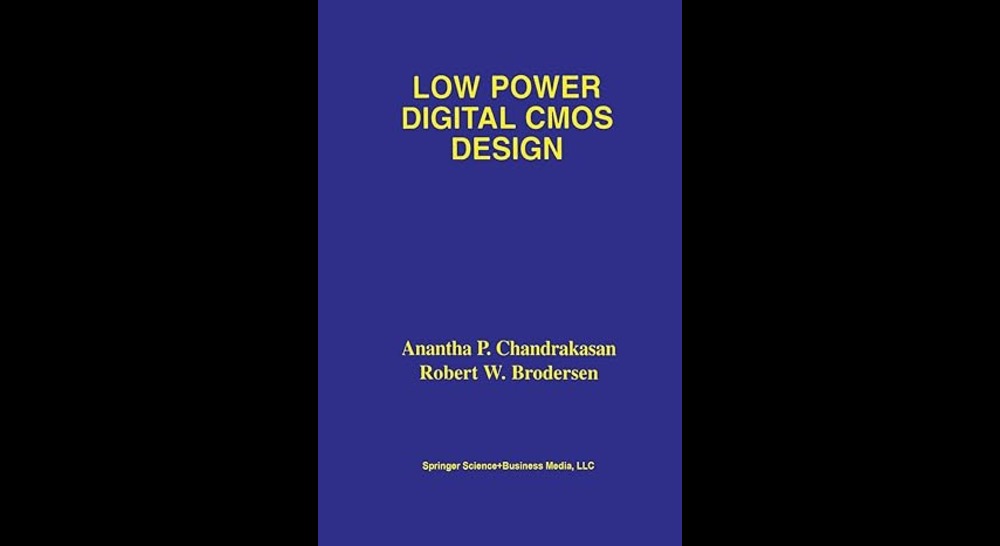 LOW POWER
DIGITAL CMOS
DESIGN
Anantha P. Chandrakasan
Robert W. Brodersen
Springer Science+Business Media, LLC